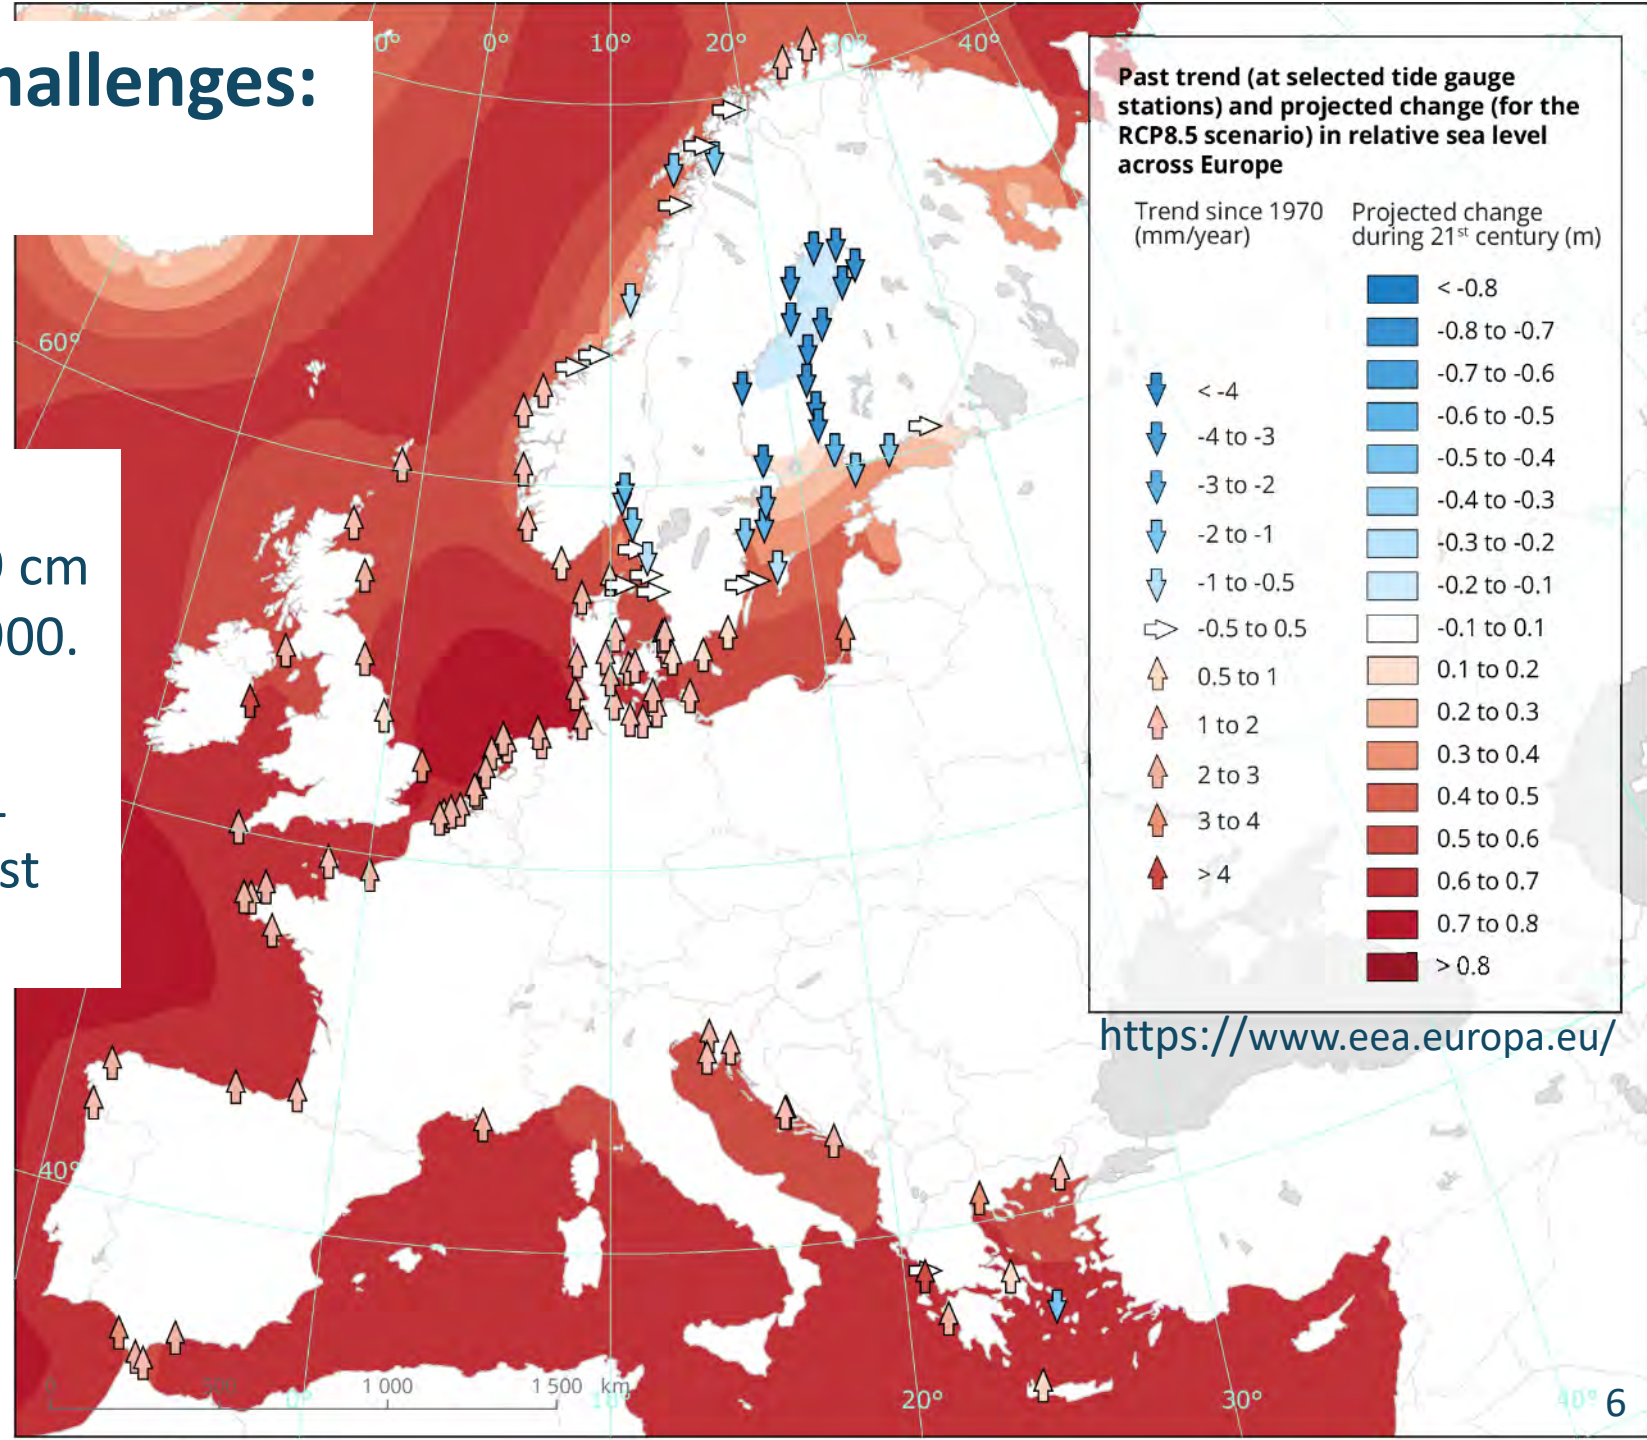 hallenges:
0°
0°
10°
20°
30°
40°
60°
cm
000.
st
40°
Past trend (at selected tide gauge
stations) and projected change (for the
RCP8.5 scenario) in relative sea level
across Europe
Trend since 1970
(mm/year)
< -4
-4 to -3
-3 to -2
-2 to -1
-1 to -0.5
-0.5 to 0.5
0.5 to 1
1 to 2
2 to 3
3 to 4
> 4
Projected change
during 21st century (m)
< -0.8
-0.8 to -0.7
-0.7 to -0.6
-0.6 to -0.5
-0.5 to -0.4
-0.4 to -0.3
-0.3 to -0.2
-0.2 to -0.1
-0.1 to 0.1
0.1 to 0.2
0.2 to 0.3
0.3 to 0.4
0.4 to 0.5
0.5 to 0.6
0.6 to 0.7
0.7 to 0.8
> 0.8
https://www.eea.europa.eu/
0 500 1 000 1 500 km
0°
10°
20°
30°
40°
6